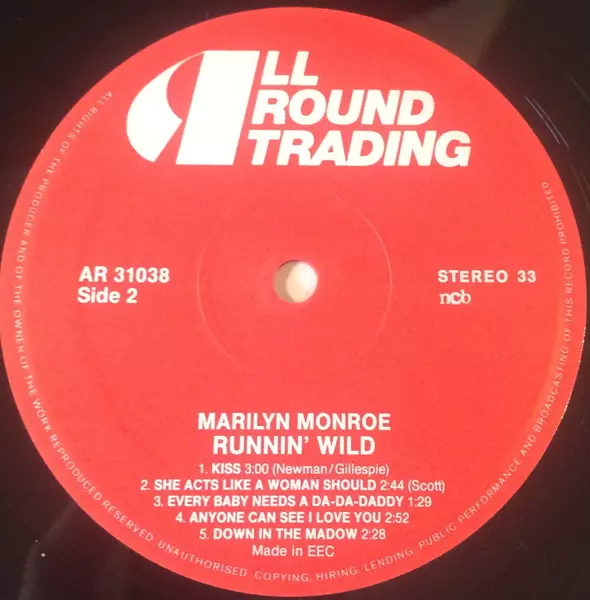 ALL
ROUND
TRADING
AR 31038
Side 2
STEREO 33
ncb
MARILYN MONROE
RUNNIN' WILD
1. KISS 3:00 (Newman/Gillespie)
2. SHE ACTS LIKE A WOMAN SHOULD 2:44 (Scott)
3. EVERY BABY NEEDS A DA-DA-DADDY 1:29
4. ANYONE CAN SEE I LOVE YOU 2:52
5. DOWN IN THE MADOW 2:28
Made in EEC
ALL RIGHTS OF THE PRODUCER AND OF THE OWNER OF THE WORK REPRODUCED RESERVED. UNAUTHORISED COPYING, HIRING, LENDING, PUBLIC PERFORMANCE AND BROADCASTING OF THIS RECORD PROHIBITED